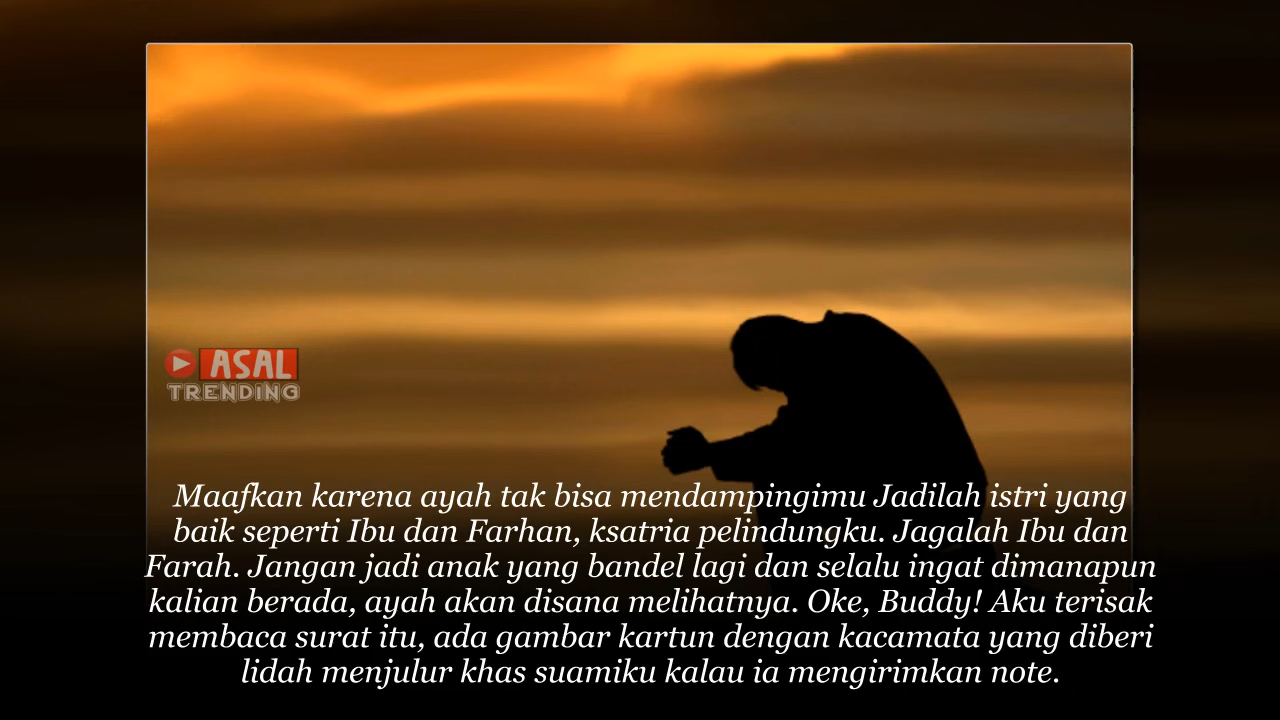 ASAL
TRENDING
Maafkan karena ayah tak bisa mendampingimu Jadilah istri yang
baik seperti Ibu dan Farhan, ksatria pelindungku. Jagalah Ibu dan
Farah. Jangan jadi anak yang bandel lagi dan selalu ingat dimanapun
kalian berada, ayah akan disana melihatnya. Oke, Buddy! Aku terisak
membaca surat itu, ada gambar kartun dengan kacamata yang diberi
lidah menjulur khas suamiku kalau ia mengirimkan note.